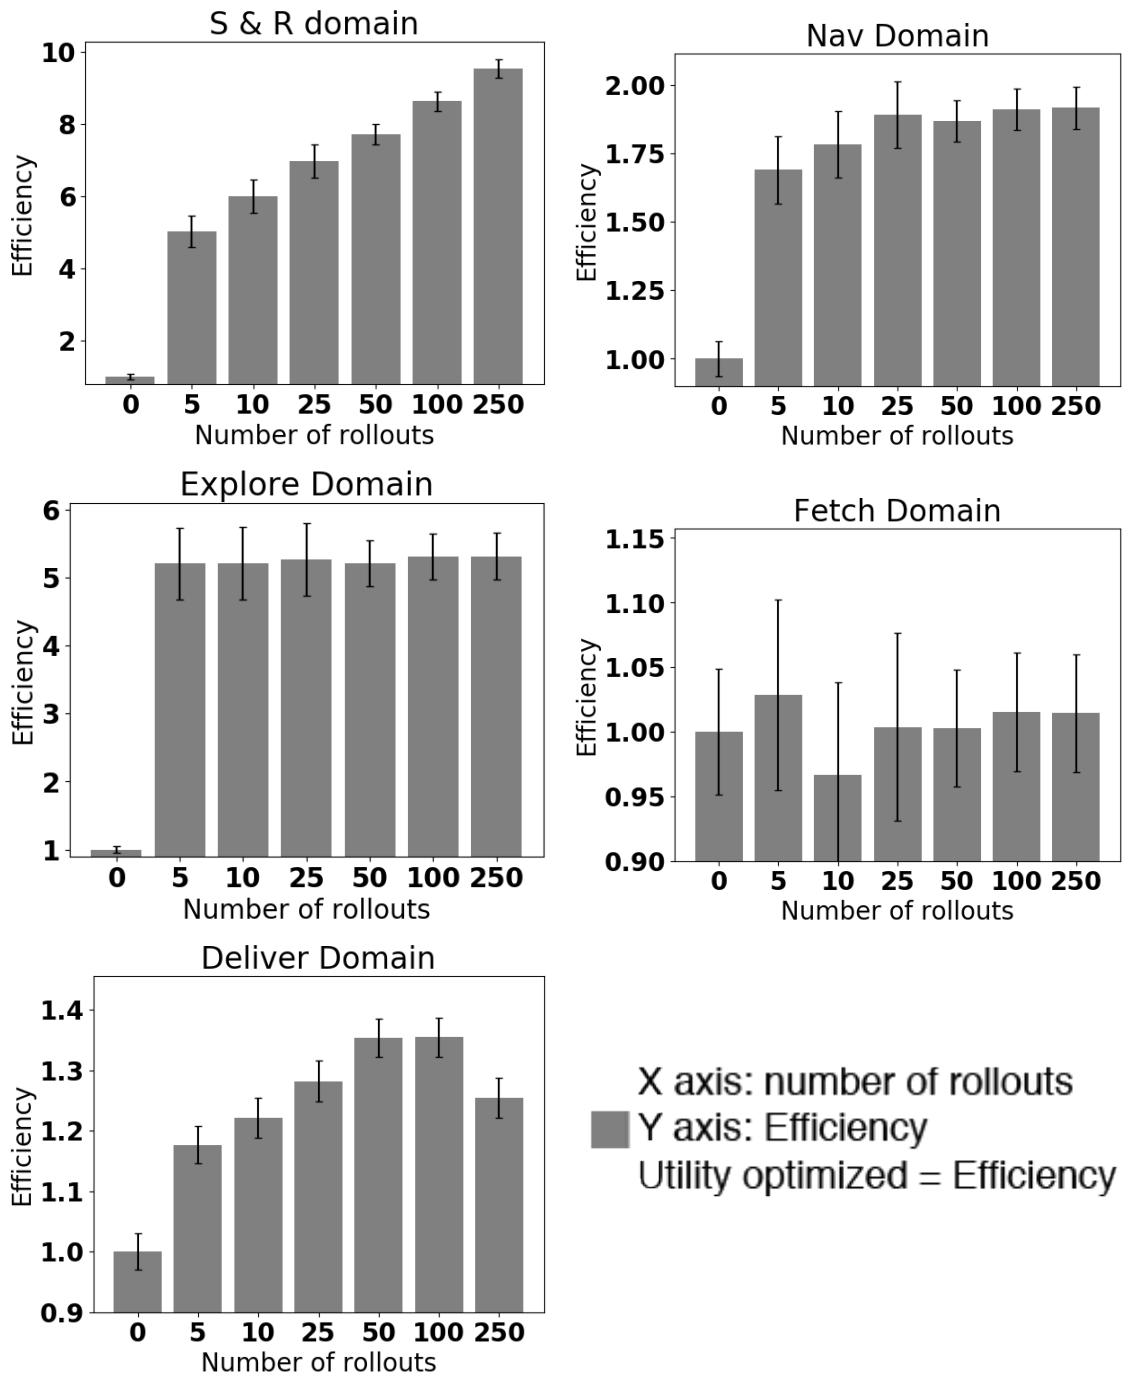 S & R domain
10
8
6
4
2
Efficiency
0 5 10 25 50 100 250
Number of rollouts
Nav Domain
2.00
1.75
1.50
1.25
1.00
Efficiency
0 5 10 25 50 100 250
Number of rollouts
Explore Domain
6
5
4
3
2
1
Efficiency
0 5 10 25 50 100 250
Number of rollouts
Fetch Domain
1.15
1.10
1.05
1.00
0.95
0.90
Efficiency
0 5 10 25 50 100 250
Number of rollouts
Deliver Domain
1.4
1.3
1.2
1.1
1.0
0.9
Efficiency
0 5 10 25 50 100 250
Number of rollouts
X axis: number of rollouts
Y axis: Efficiency
Utility optimized = Efficiency